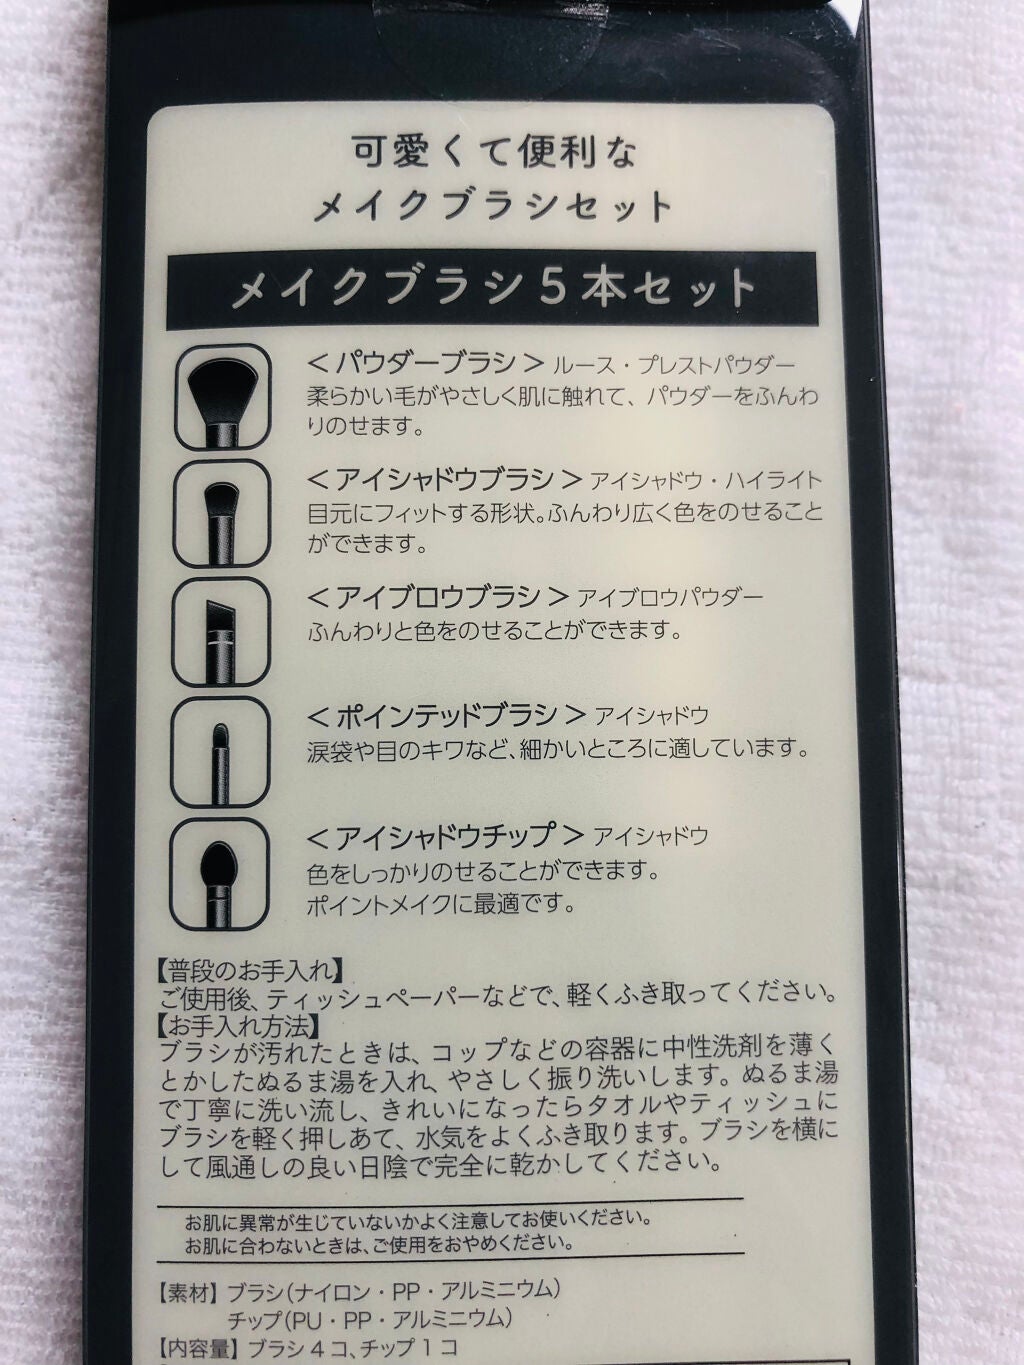 可愛くて便利な
メイクブラシセット
メイクブラシ5本セット
<パウダーブラシ> ルース・プレストパウダー
柔らかい毛がやさしく肌に触れて、パウダーをふんわ
りのせます。
<アイシャドウブラシ> アイシャドウ・ハイライト
目元にフィットする形状。ふんわり広く色をのせること
ができます。
<アイブロウブラシ> アイブロウパウダー
ふんわりと色をのせることができます。
<ポインテッドブラシ> アイシャドウ
涙袋や目のキワなど、細かいところに適しています。
<アイシャドウチップ> アイシャドウ
色をしっかりのせることができます。
ポイントメイクに最適です。
【普段のお手入れ】
ご使用後、ティッシュペーパーなどで、軽くふき取ってください。
【お手入れ方法】
ブラシが汚れたときは、コップなどの容器に中性洗剤を薄く
とかしたぬるま湯を入れ、やさしく振り洗いします。ぬるま湯
で丁寧に洗い流し、きれいになったらタオルやティッシュに
ブラシを軽く押しあて、水気をよくふき取ります。ブラシを横に
して風通しの良い日陰で完全に乾かしてください。
お肌に異常が生じていないかよく注意してお使いください。
お肌に合わないときは、ご使用をおやめください。
【素材】ブラシ(ナイロン・PP・アルミニウム)
チップ(PU・PP・アルミニウム)
【内容量】ブラシ4コ、チップ1コ